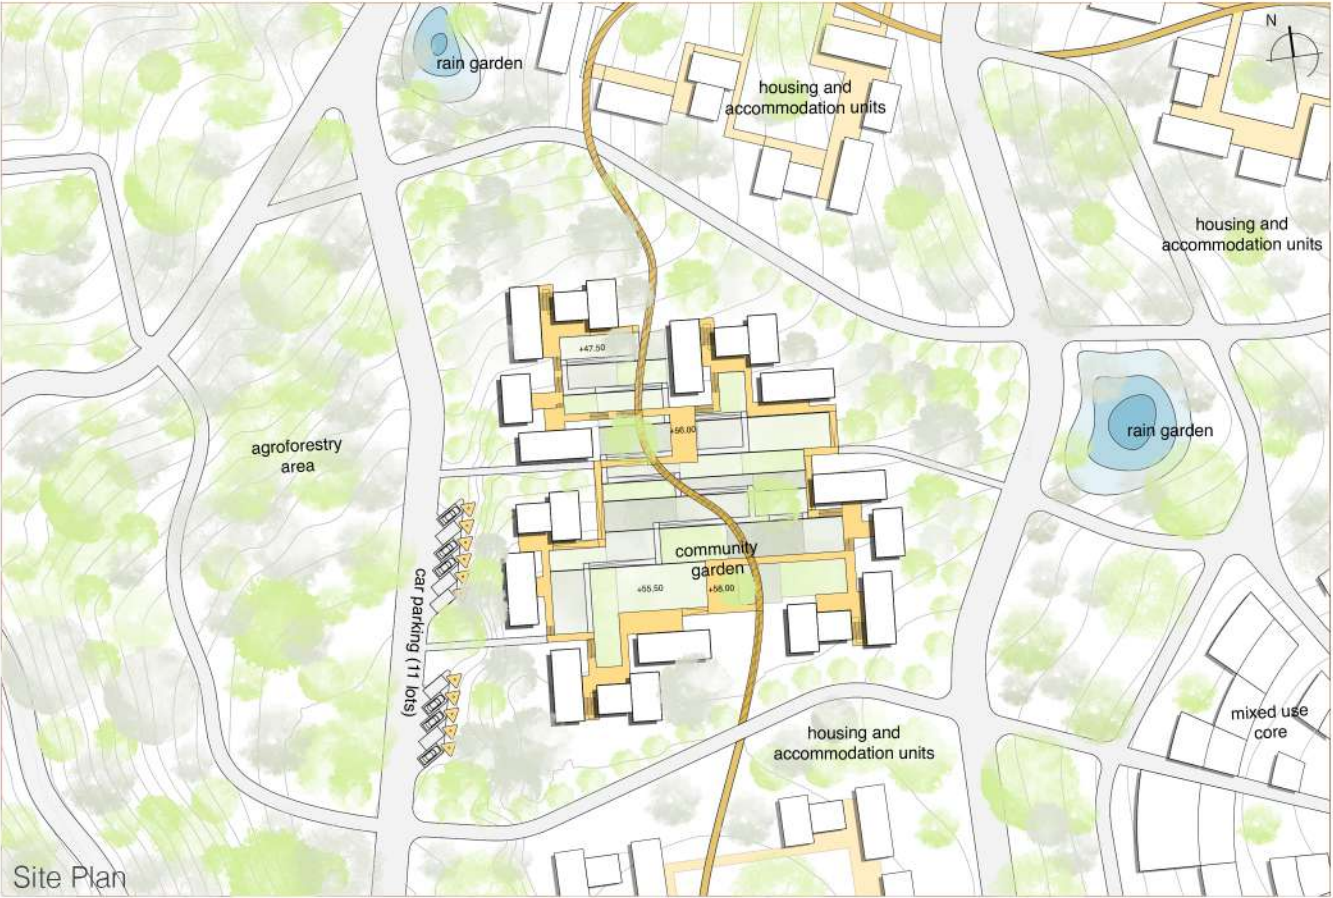 N
rain garden
housing and
accommodation units
housing and
accommodation units
+47.50
+56.00
rain garden
agroforestry
area
community
garden
+55.50
+56.00
car parking (11 lots)
mixed use
core
housing and
accommodation units
Site Plan